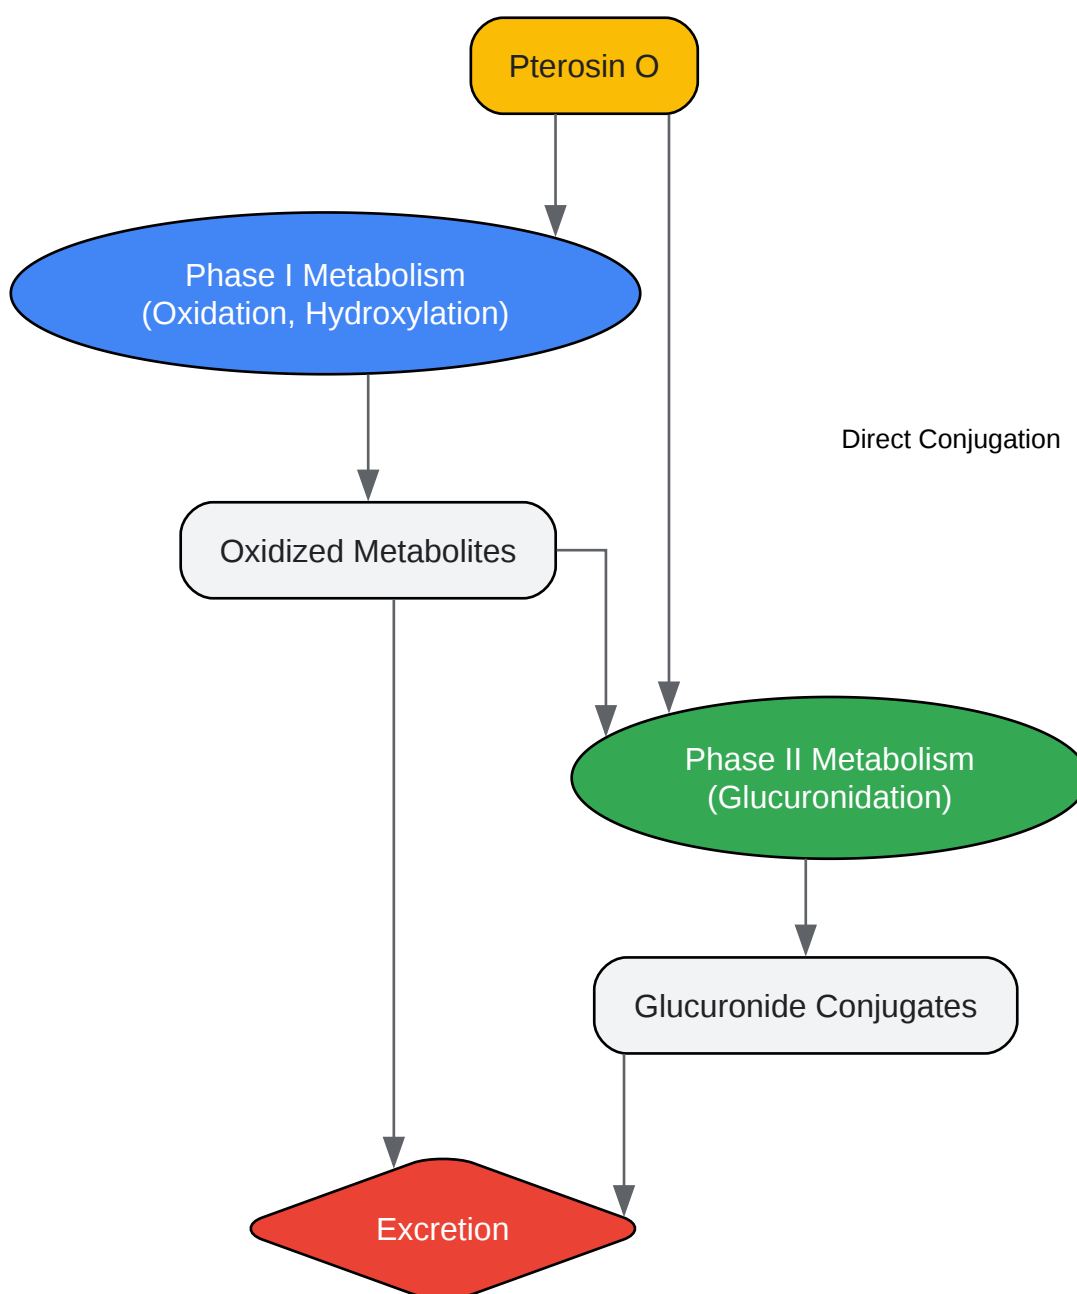 Pterosin O
Phase I Metabolism
(Oxidation, Hydroxylation)
Direct Conjugation
Oxidized Metabolites
Phase II Metabolism
(Glucuronidation)
Glucuronide Conjugates
Excretion